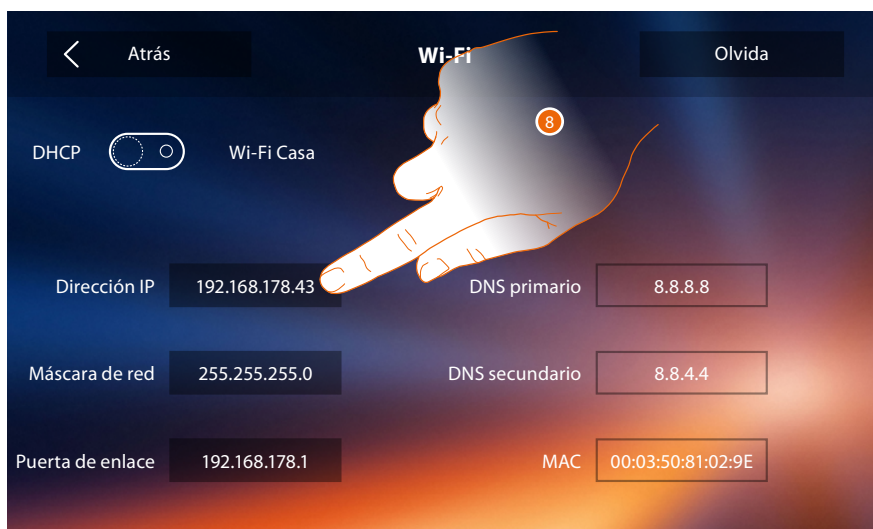 Atrás
Wi-Fi
Olvida
8
DHCP
Wi-Fi Casa
Dirección IP
192.168.178.43
DNS primario
8.8.8.8
Máscara de red
255.255.255.0
DNS secundario
8.8.4.4
Puerta de enlace
192.168.178.1
MAC
00:03:50:81:02:9E